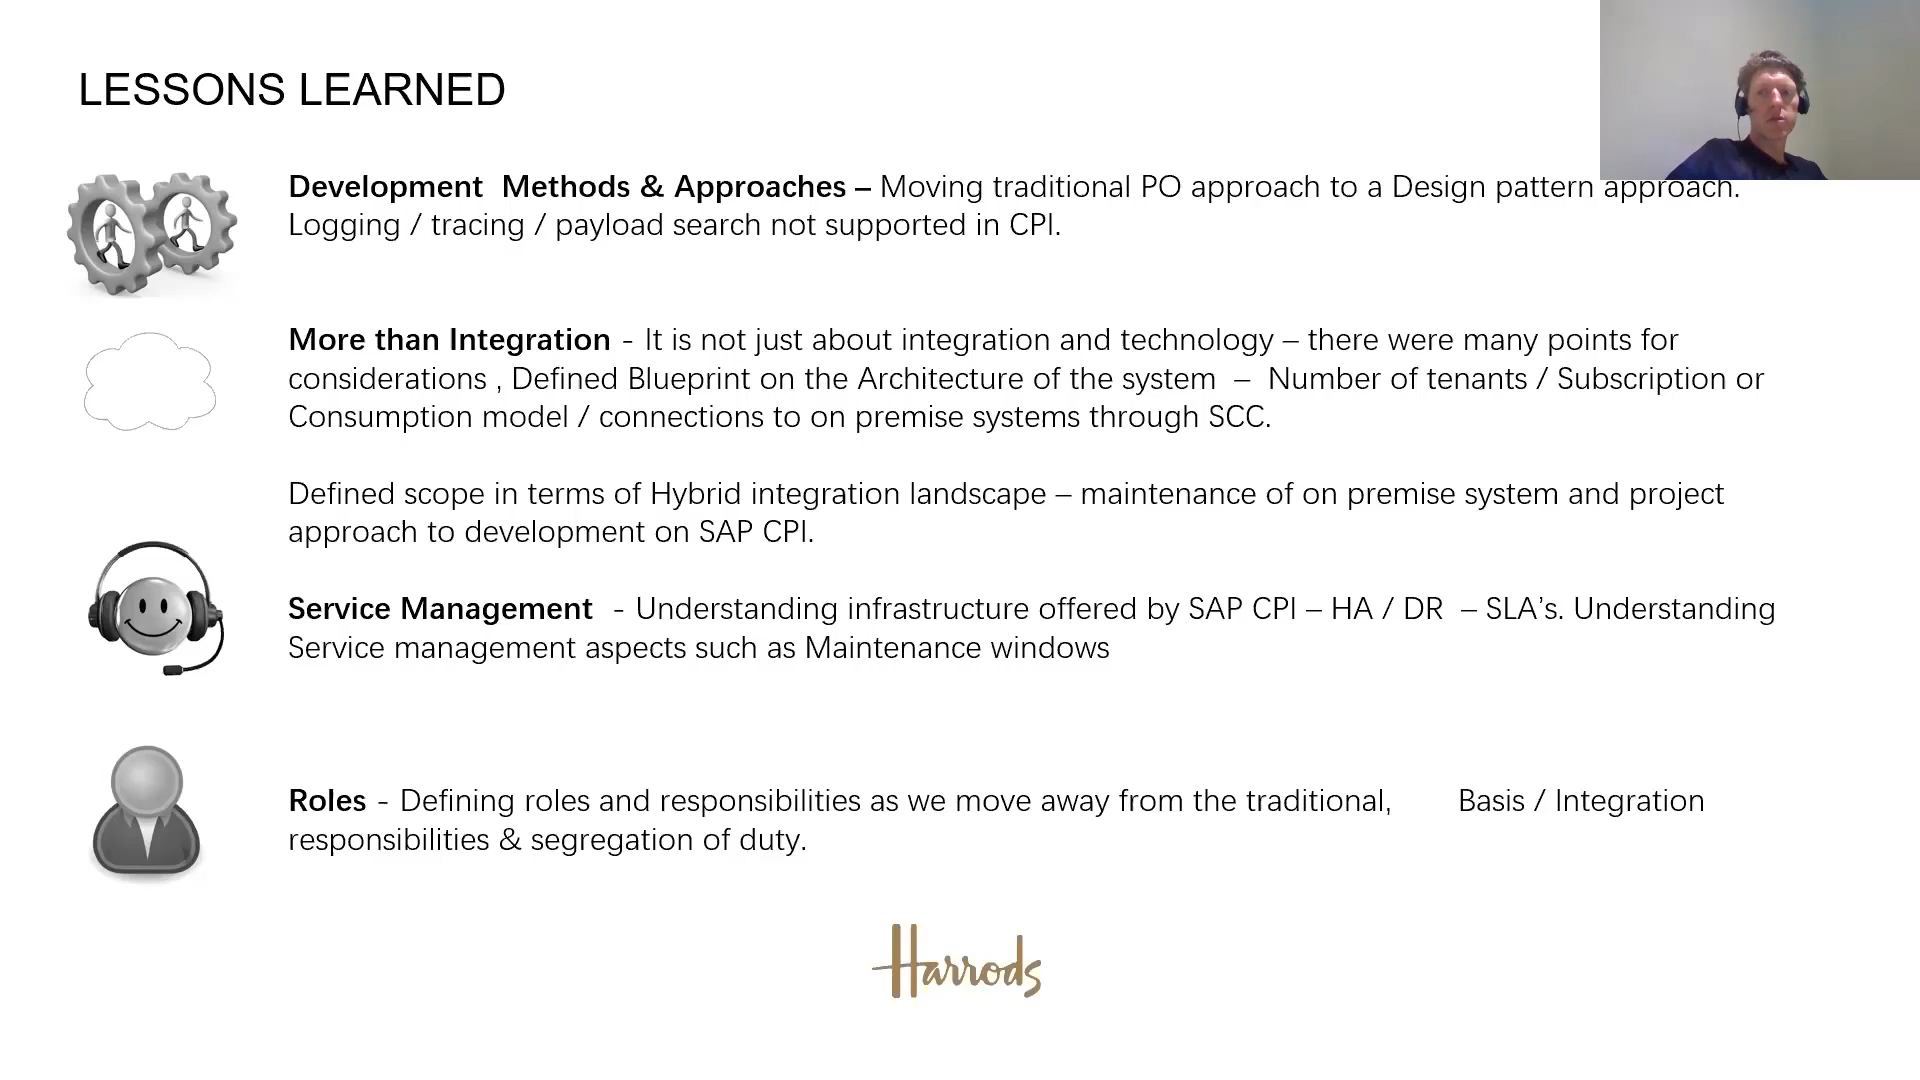 LESSONS LEARNED
Development  Methods & Approaches – Moving traditional PO approach to a Design pattern approach.
Logging / tracing / payload search not supported in CPI.
More than Integration - It is not just about integration and technology – there were many points for
considerations , Defined Blueprint on the Architecture of the system  –  Number of tenants / Subscription or
Consumption model / connections to on premise systems through SCC.
Defined scope in terms of Hybrid integration landscape – maintenance of on premise system and project
approach to development on SAP CPI.
Service Management  - Understanding infrastructure offered by SAP CPI – HA / DR  – SLA’s. Understanding
Service management aspects such as Maintenance windows
Roles - Defining roles and responsibilities as we move away from the traditional,        Basis / Integration
responsibilities & segregation of duty.
Harrods